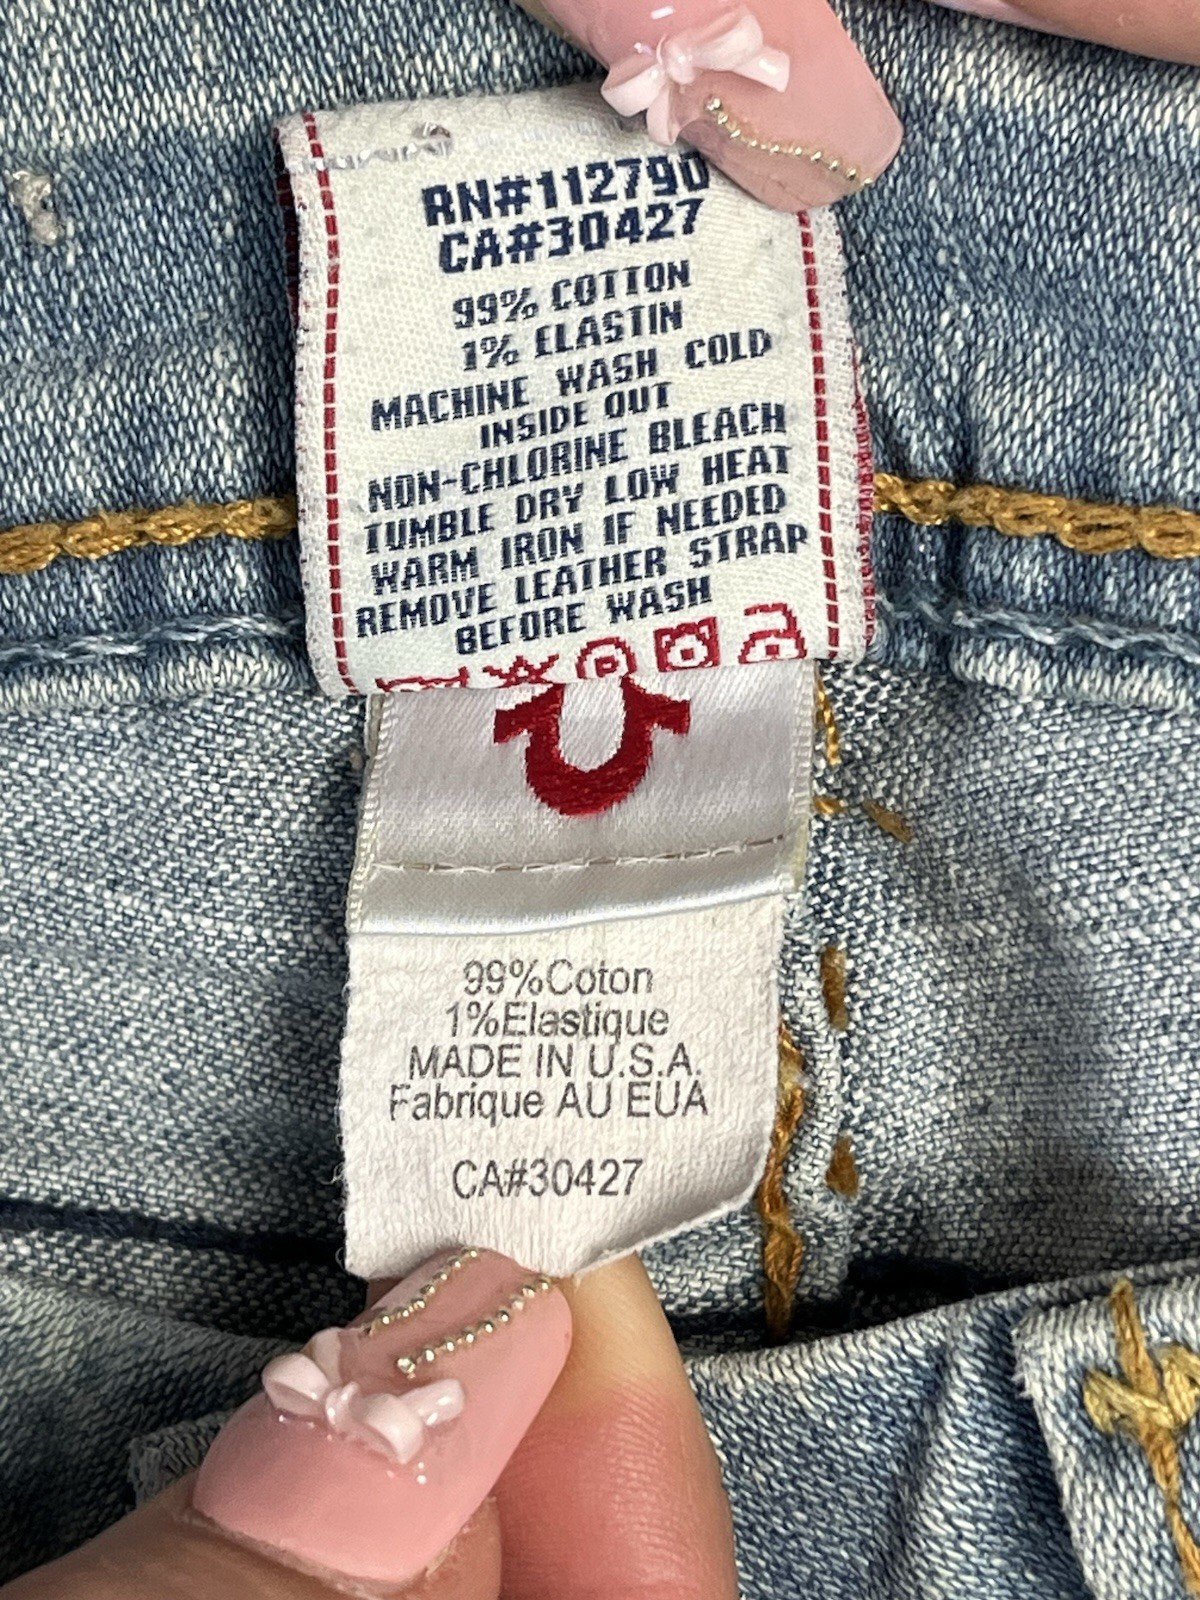 RN#112790
CA#30427
99% COTTON
1% ELASTIN
MACHINE WASH COLD
INSIDE OUT
NON-CHLORINE BLEACH
TUMBLE DRY LOW HEAT
WARM IRON IF NEEDED
REMOVE LEATHER STRAP
BEFORE WASH
99%Coton
1%Elastique
MADE IN U.S.A.
Fabrique AU EUA
CA#30427